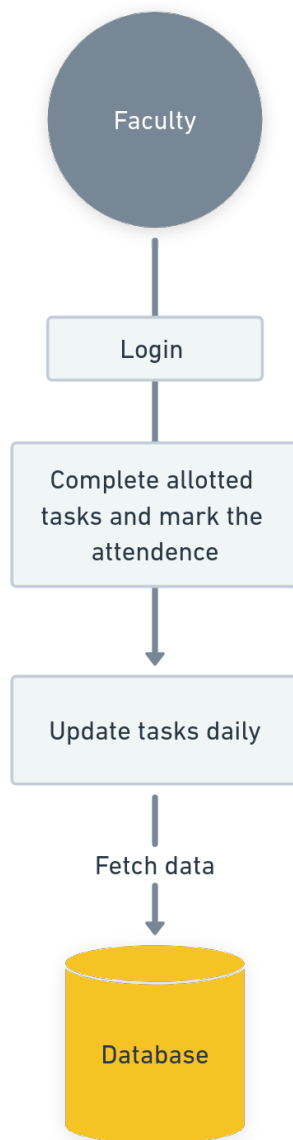 Faculty
Login
Complete allotted
tasks and mark the
attendence
Update tasks daily
Fetch data
Database